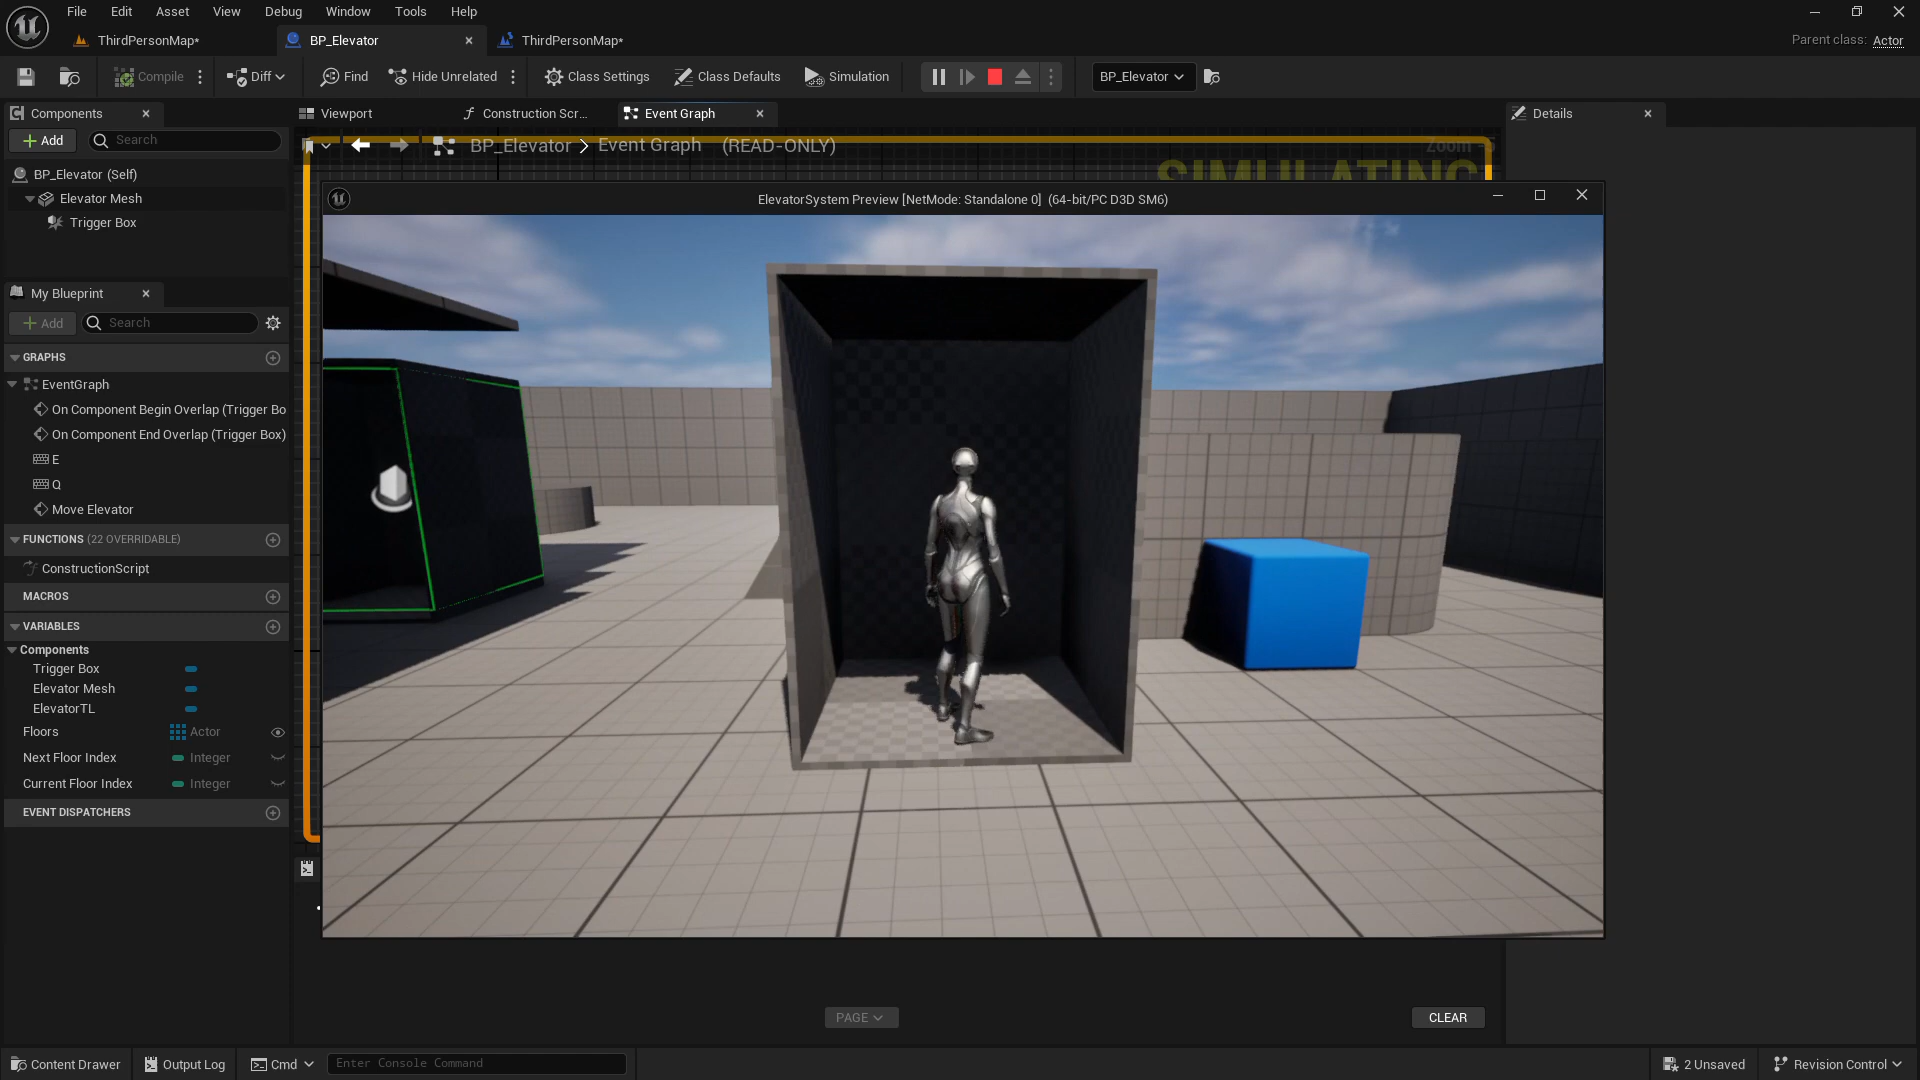 File Edit Asset View Debug Window Tools Help
ThirdPersonMap* BP_Elevator ThirdPersonMap*
Parent class: Actor
Compile Diff Find Hide Unrelated Class Settings Class Defaults Simulation BP_Elevator
Components Viewport Construction Scr... Event Graph Details
Add Search
BP_Elevator > Event Graph (READ-ONLY) Zoom -5
SIMULATING
BP_Elevator (Self)
Elevator Mesh
Trigger Box
ElevatorSystem Preview [NetMode: Standalone 0] (64-bit/PC D3D SM6)
My Blueprint
Add Search
GRAPHS
EventGraph
On Component Begin Overlap (Trigger Bo
On Component End Overlap (Trigger Box)
E
Q
Move Elevator
FUNCTIONS (22 OVERRIDABLE)
ConstructionScript
MACROS
VARIABLES
Components
Trigger Box
Elevator Mesh
ElevatorTL
Floors Actor
Next Floor Index Integer
Current Floor Index Integer
EVENT DISPATCHERS
PAGE CLEAR
Content Drawer Output Log Cmd Enter Console Command 2 Unsaved Revision Control